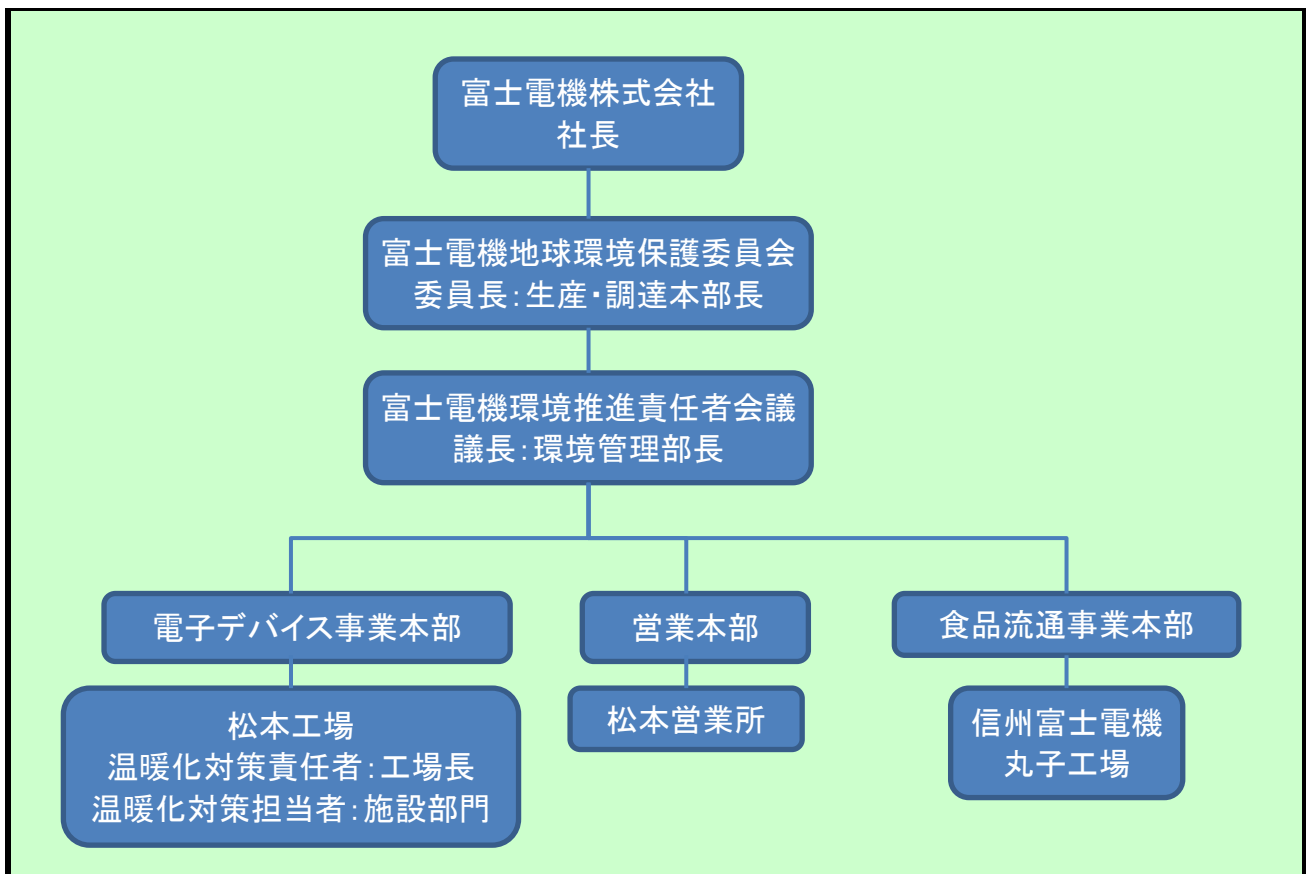 富士電機株式会社
社長
富士電機地球環境保護委員会
委員長：生産・調達本部長
富士電機環境推進責任者会議
議長：環境管理部長
電子デバイス事業本部
営業本部
食品流通事業本部
松本工場
温暖化対策責任者：工場長
温暖化対策担当者：施設部門
松本営業所
信州富士電機
丸子工場